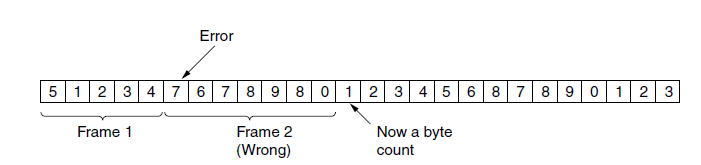 Error
5 1 2 3 4 7 6 7 8 9 8 0 1 2 3 4 5 6 8 7 8 9 0 1 2 3
Frame 1 Frame 2 Now a byte
(Wrong) count